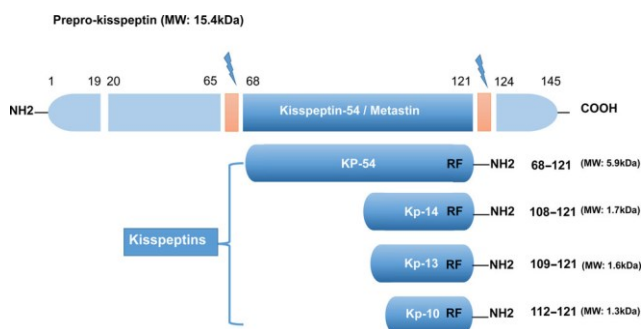 Prepro-kisspeptin (MW: 15.4kDa)
1 19 20 65 68 121 124 145
NH2 Kisspeptin-54 / Metastin COOH
KP-54 RF NH2 68–121 (MW: 5.9kDa)
Kp-14 RF NH2 108–121 (MW: 1.7kDa)
Kisspeptins
Kp-13 RF NH2 109–121 (MW: 1.6kDa)
Kp-10 RF NH2 112–121 (MW: 1.3kDa)